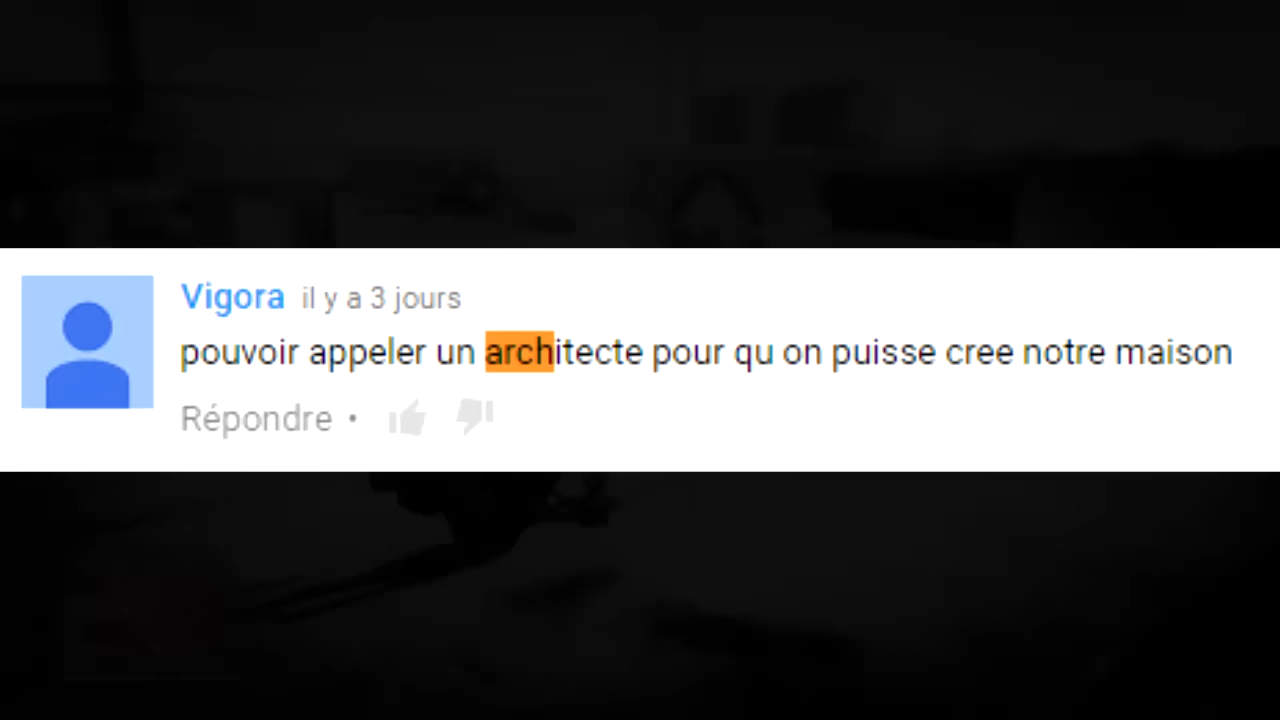 Vigora il y a 3 jours
pouvoir appeler un architecte pour qu on puisse cree notre maison
Répondre •